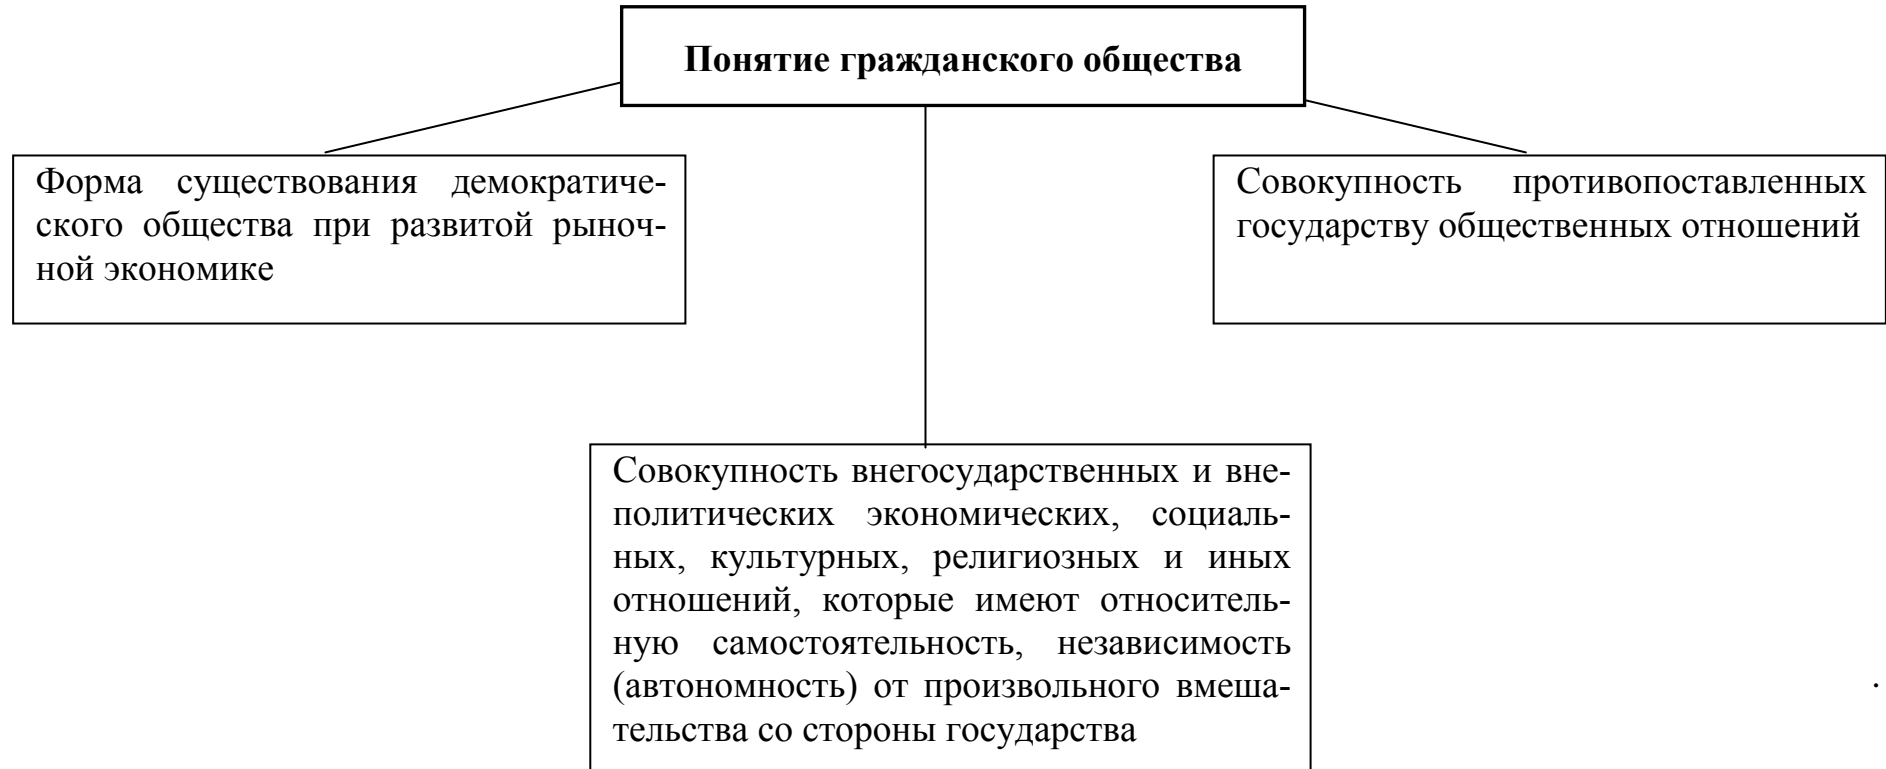 Понятие гражданского общества
Форма существования демократиче-
ского общества при развитой рыноч-
ной экономике
Совокупность противопоставленных
государству общественных отношений
Совокупность внегосударственных и вне-
политических экономических, социаль-
ных, культурных, религиозных и иных
отношений, которые имеют относитель-
ную самостоятельность, независимость
(автономность) от произвольного вмеша-
тельства со стороны государства
.